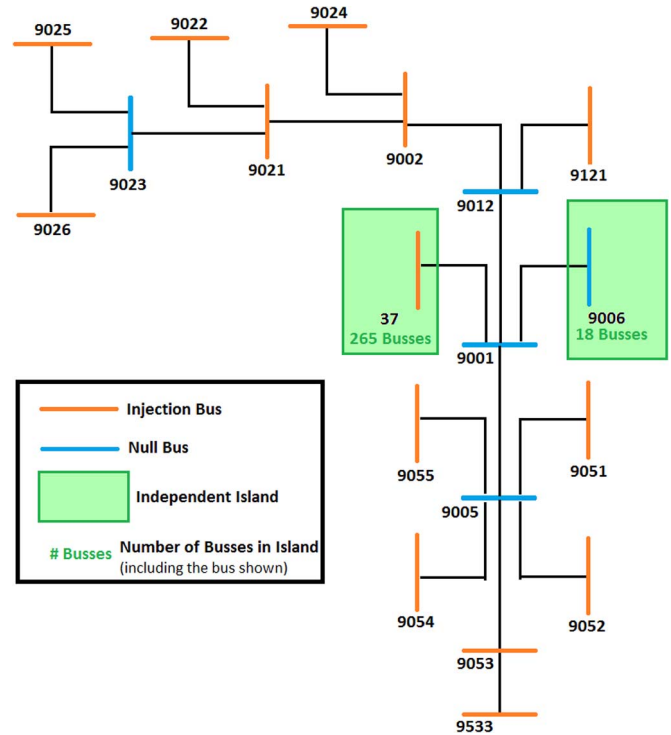 9025
9022
9024
9023
9021
9002
9121
9026
9012
37
265 Busses
9006
18 Busses
9001
Injection Bus
Null Bus
Independent Island
# Busses Number of Busses in Island
(including the bus shown)
9055
9051
9005
9054
9052
9053
9533